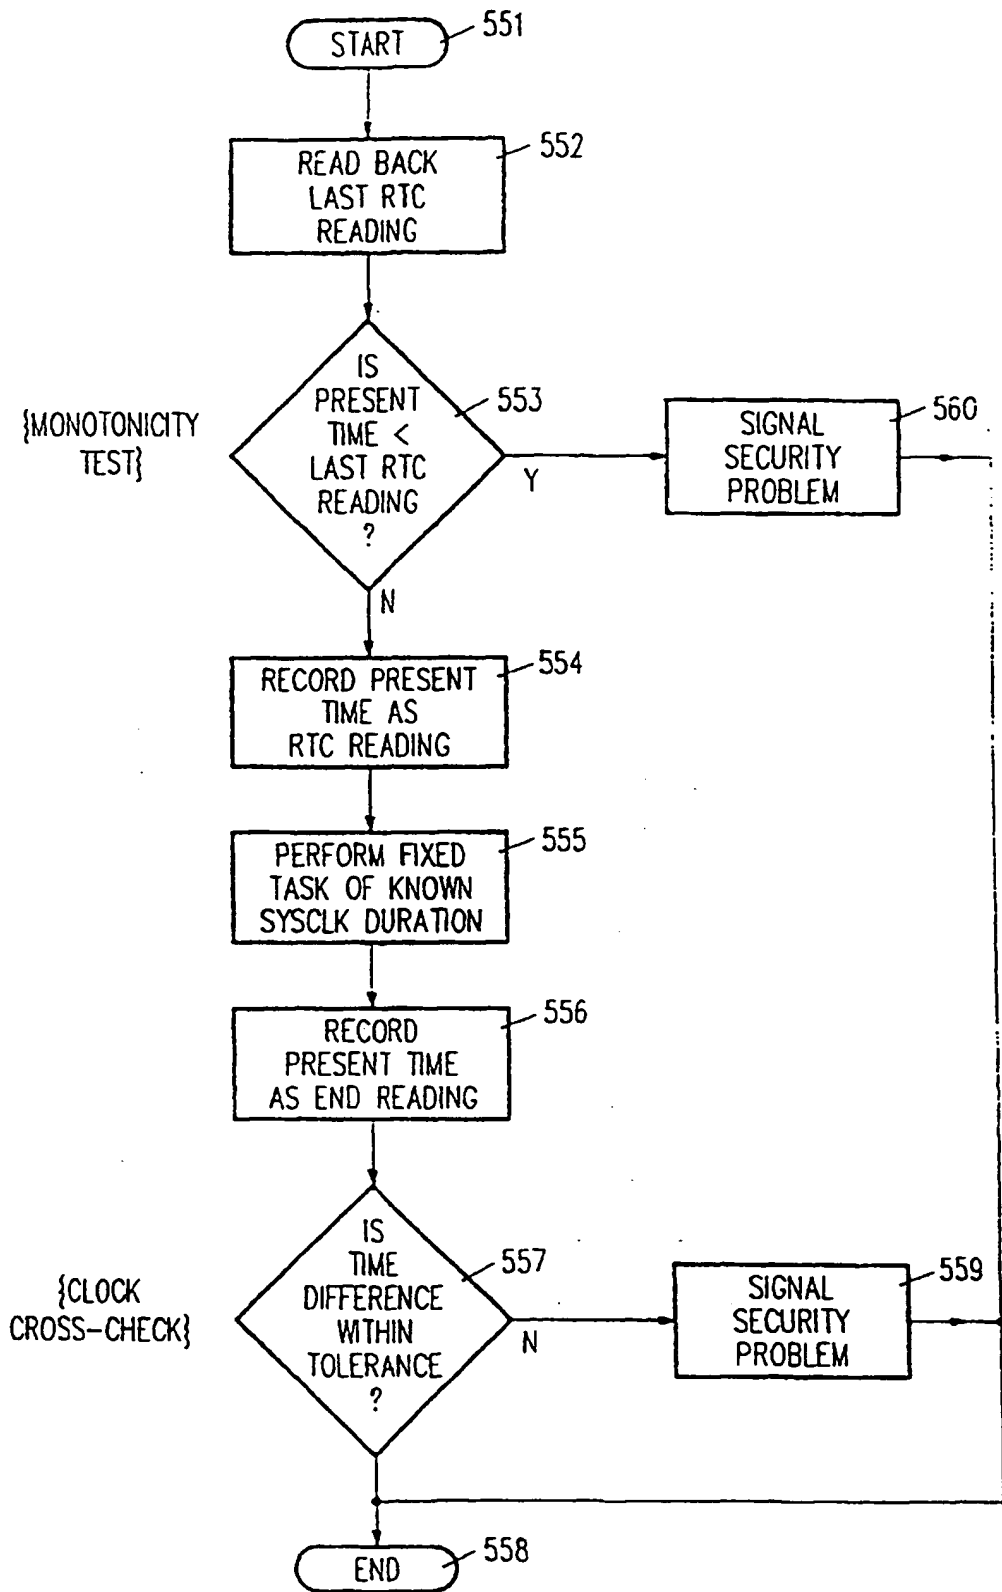 START
551
READ BACK
LAST RTC
READING
552
IS
PRESENT
TIME <
LAST RTC
READING
?
553
{MONOTONICITY
TEST}
Y
SIGNAL
SECURITY
PROBLEM
560
N
RECORD PRESENT
TIME AS
RTC READING
554
PERFORM FIXED
TASK OF KNOWN
SYSCLK DURATION
555
RECORD
PRESENT TIME
AS END READING
556
IS
TIME
DIFFERENCE
WITHIN
TOLERANCE
?
557
{CLOCK
CROSS-CHECK}
N
SIGNAL
SECURITY
PROBLEM
559
END
558